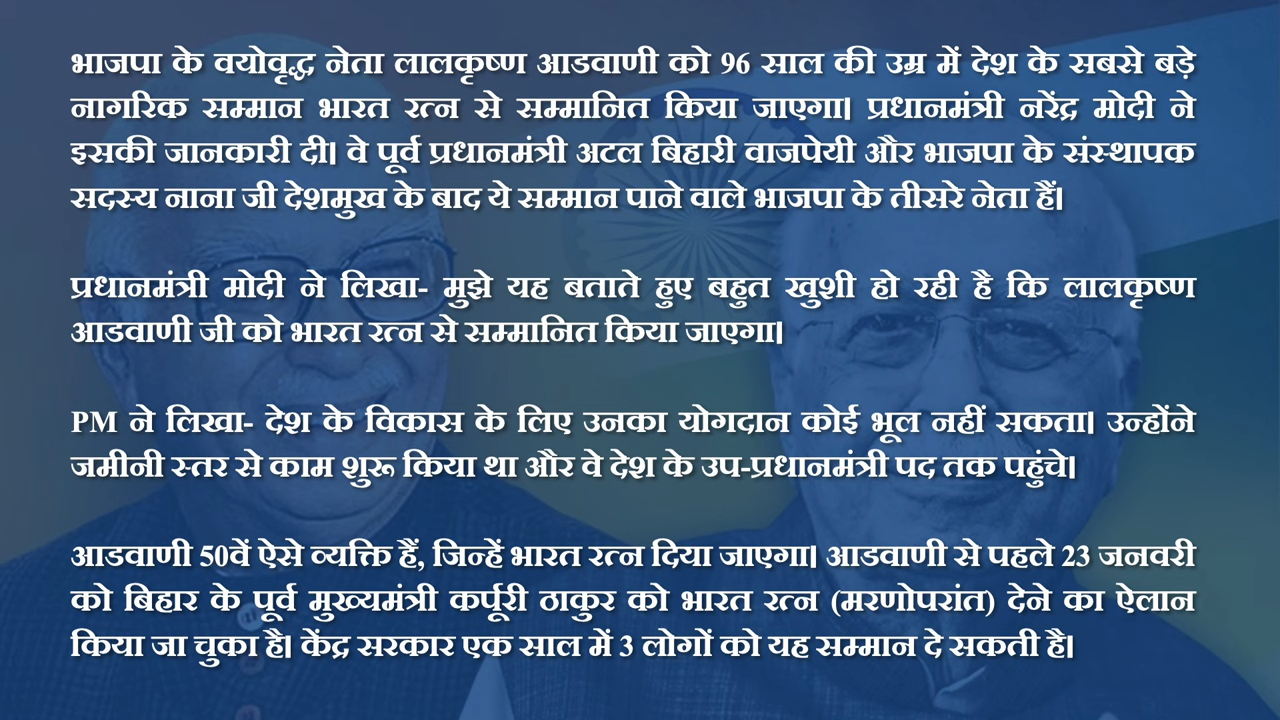 भाजपा के वयोवृद्ध नेता लालकृष्ण आडवाणी को 96 साल की उम्र में देश के सबसे बड़े
नागरिक सम्मान भारत रत्न से सम्मानित किया जाएगा। प्रधानमंत्री नरेंद्र मोदी ने
इसकी जानकारी दी। वे पूर्व प्रधानमंत्री अटल बिहारी वाजपेयी और भाजपा के संस्थापक
सदस्य नाना जी देशमुख के बाद ये सम्मान पाने वाले भाजपा के तीसरे नेता हैं।
प्रधानमंत्री मोदी ने लिखा- मुझे यह बताते हुए बहुत खुशी हो रही है कि लालकृष्ण
आडवाणी जी को भारत रत्न से सम्मानित किया जाएगा।
PM ने लिखा- देश के विकास के लिए उनका योगदान कोई भूल नहीं सकता। उन्होंने
जमीनी स्तर से काम शुरू किया था और वे देश के उप-प्रधानमंत्री पद तक पहुंचे।
आडवाणी 50वें ऐसे व्यक्ति हैं, जिन्हें भारत रत्न दिया जाएगा। आडवाणी से पहले 23 जनवरी
को बिहार के पूर्व मुख्यमंत्री कर्पूरी ठाकुर को भारत रत्न (मरणोपरांत) देने का ऐलान
किया जा चुका है। केंद्र सरकार एक साल में 3 लोगों को यह सम्मान दे सकती है।